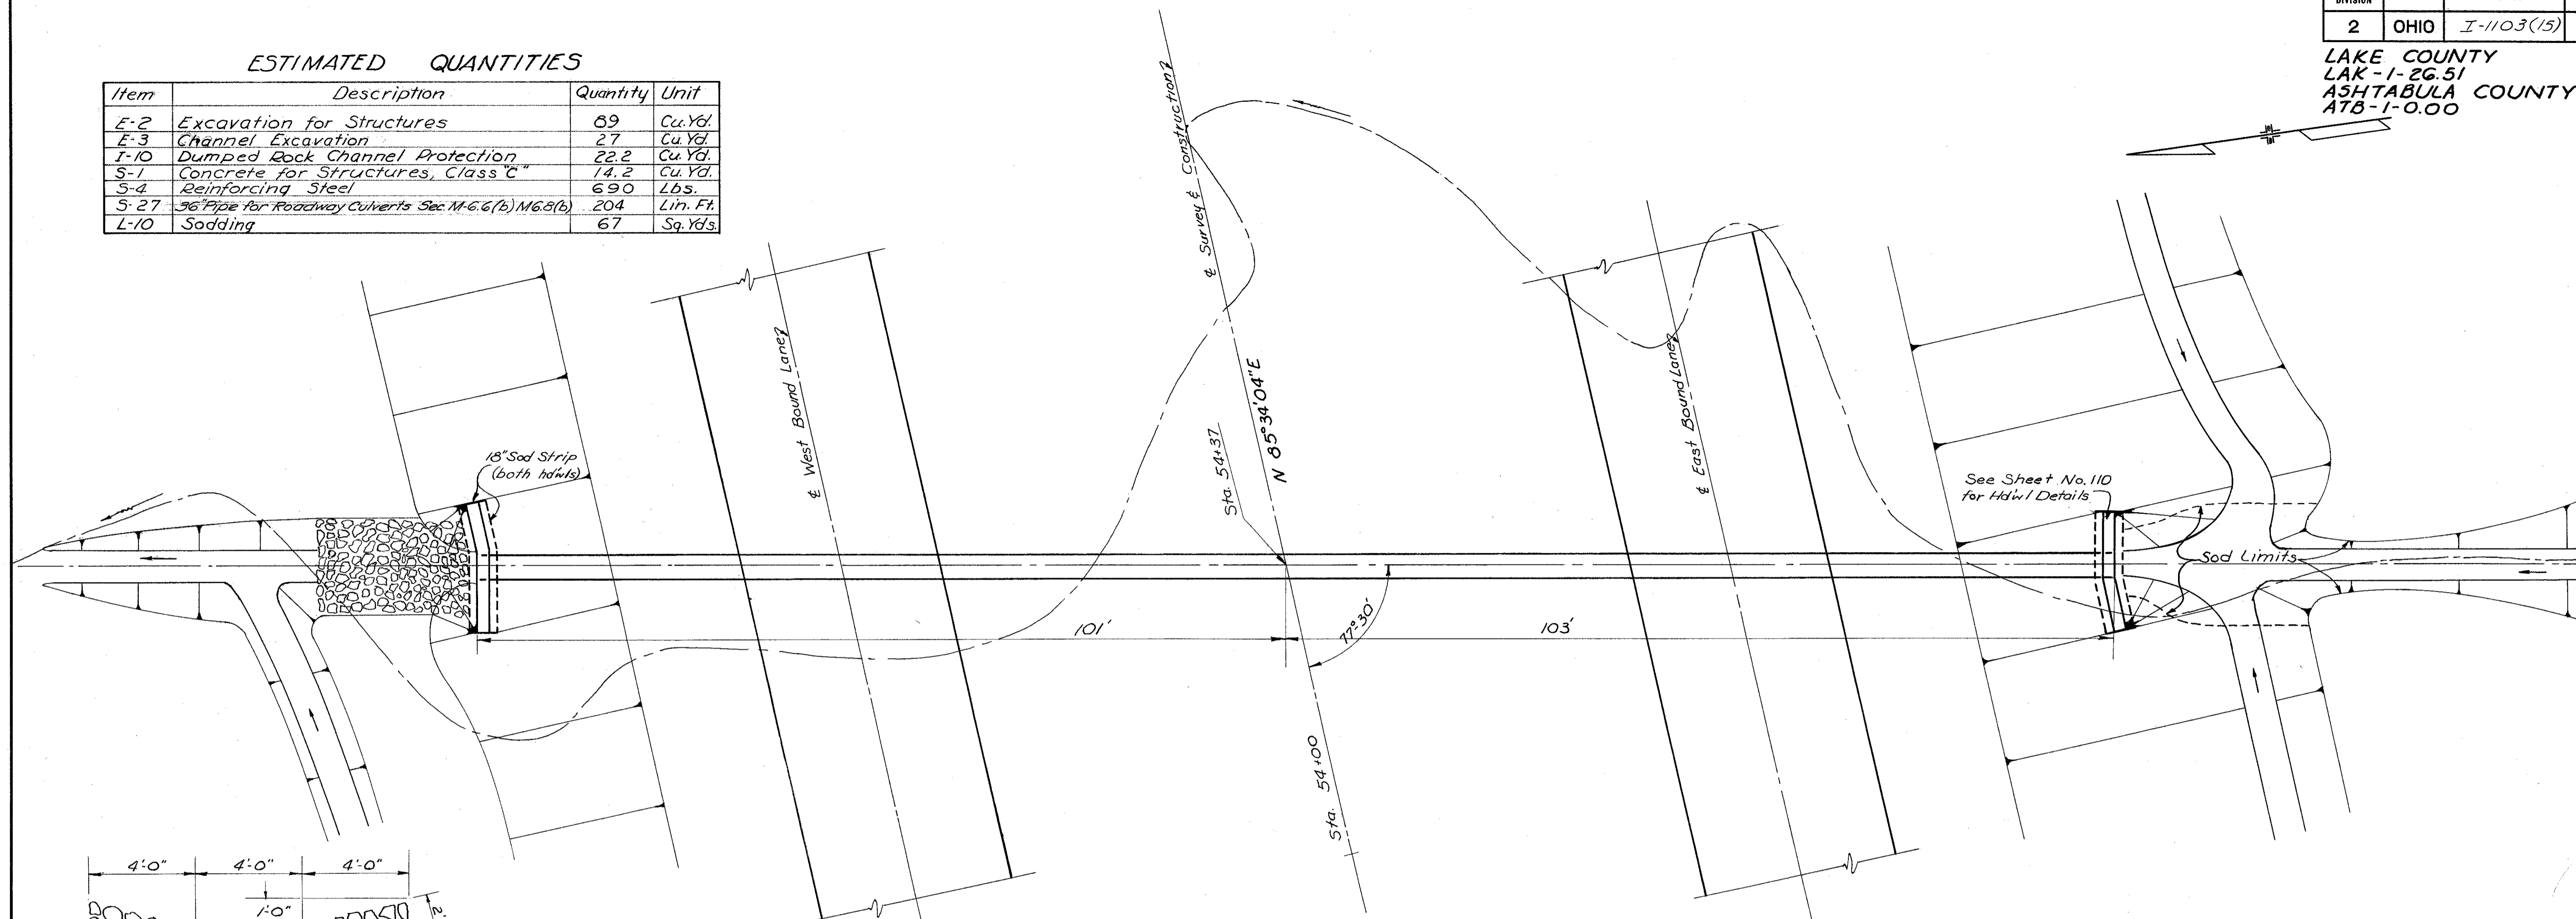 ESTIMATED QUANTITIES
Item Description Quantity Unit
E-2 Excavation for Structures 89 Cu.Yd.
E-3 Channel Excavation 27 Cu.Yd.
I-10 Dumped Rock Channel Protection 22.2 Cu.Yd.
S-1 Concrete for Structures, Class "C" 14.2 Cu.Yd.
S-4 Reinforcing Steel 690 Lbs.
S-27 36" Pipe for Roadway Culverts Sec. M-6.6(b) M6.8(b) 204 Lin. Ft.
L-10 Sodding 67 Sq. Yds.
DIVISION
2 OHIO I-1103(15)
LAKE COUNTY
LAK-1-26.51
ASHTABULA COUNTY
ATB-1-0.00
℄ Survey & Construction
℄ West Bound Lane
℄ East Bound Lane
N 85°34'04"E
Sta. 54+37
18" Sod Strip
(both hdwls)
See Sheet No. 110
for Hdwl Details
Sod Limits
101'
103'
77°-30'
Sta. 54+00
4'-0" 4'-0" 4'-0"
1'-0"